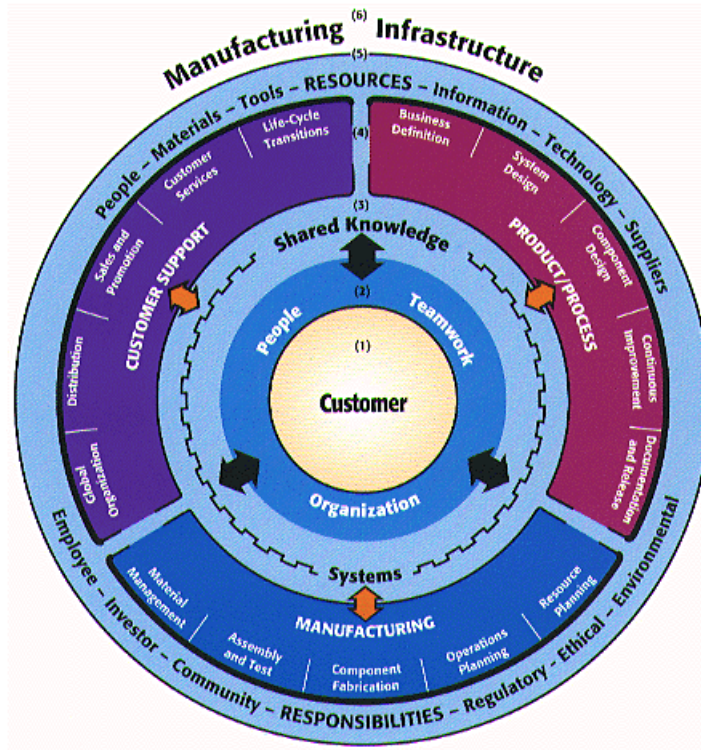 (6)
Manufacturing Infrastructure
(5)
People – Materials – Tools – RESOURCES – Information – Technology – Suppliers
(4)
Life-Cycle
Transitions
Customer
Services
Sales and
Promotion
Distribution
Global
Organization
CUSTOMER SUPPORT
Business
Definition
System
Design
Component
Design
Continuous
Improvement
Documentation
and Release
PRODUCT/PROCESS
(3)
Shared Knowledge
(2)
People
Teamwork
(1)
Customer
Organization
Systems
MANUFACTURING
Material
Management
Assembly
and Test
Component
Fabrication
Operations
Planning
Resource
Planning
Employee – Investor – Community – RESPONSIBILITIES – Regulatory – Ethical – Environmental